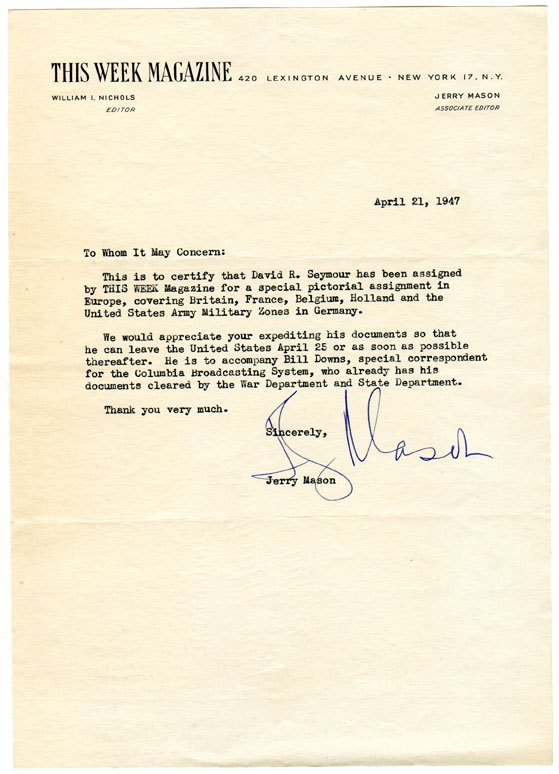 THIS WEEK MAGAZINE 420 LEXINGTON AVENUE · NEW YORK 17, N.Y.
WILLIAM I. NICHOLS JERRY MASON
EDITOR ASSOCIATE EDITOR
April 21, 1947
To Whom It May Concern:
This is to certify that David R. Seymour has been assigned
by THIS WEEK Magazine for a special pictorial assignment in
Europe, covering Britain, France, Belgium, Holland and the
United States Army Military Zones in Germany.
We would appreciate your expediting his documents so that
he can leave the United States April 25 or as soon as possible
thereafter. He is to accompany Bill Downs, special correspondent
for the Columbia Broadcasting System, who already has his
documents cleared by the War Department and State Department.
Thank you very much.
Sincerely,
Jerry Mason
Jerry Mason